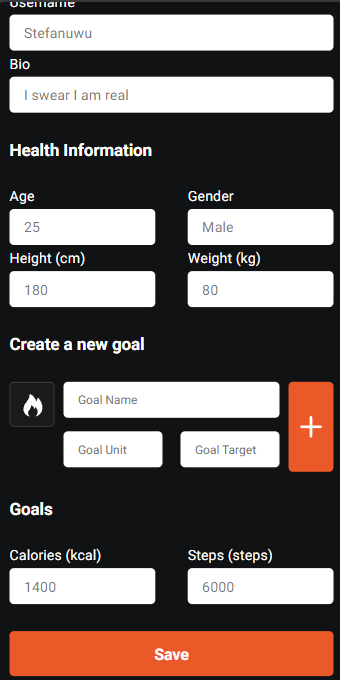 Username
Stefanuwu
Bio
I swear I am real
Health Information
Age Gender
25 Male
Height (cm) Weight (kg)
180 80
Create a new goal
Goal Name
Goal Unit Goal Target
Goals
Calories (kcal) Steps (steps)
1400 6000
Save